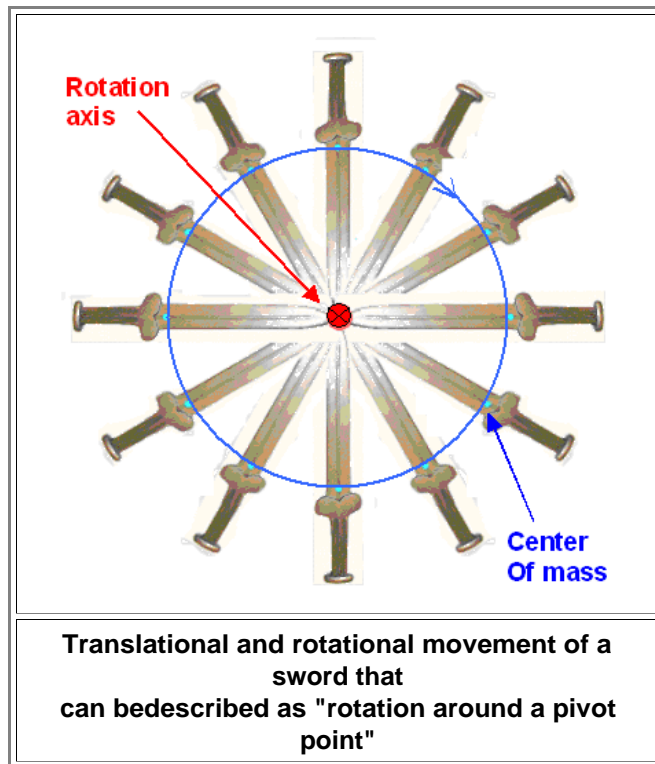 Rotation
axis
Center
Of mass
Translational and rotational movement of a
sword that
can bedescribed as "rotation around a pivot
point"